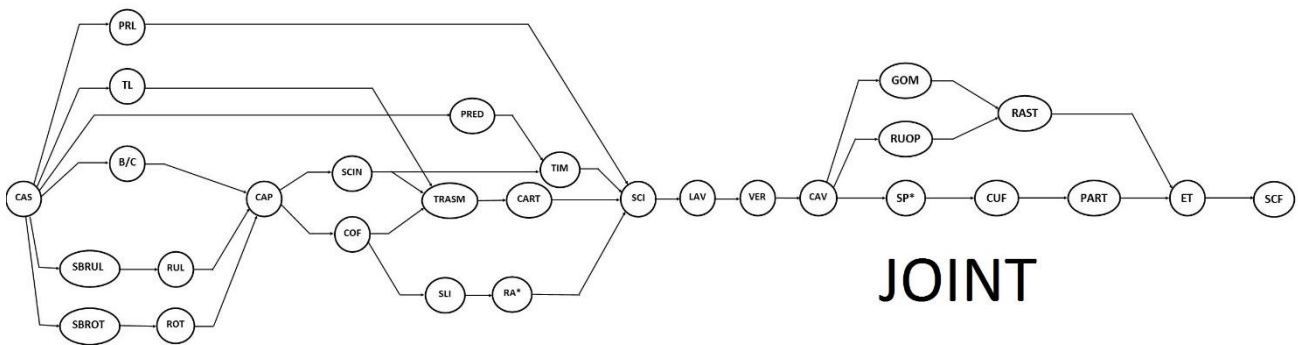 PRL
TL
PRED
GOM
RAST
RUOP
B/C
SCIN
TIM
CAS
CAP
TRASM
CART
SCI
LAV
VER
CAV
SP*
CUF
PART
ET
SCF
COF
SBRUL
RUL
SLI
RA*
SBROT
ROT
JOINT